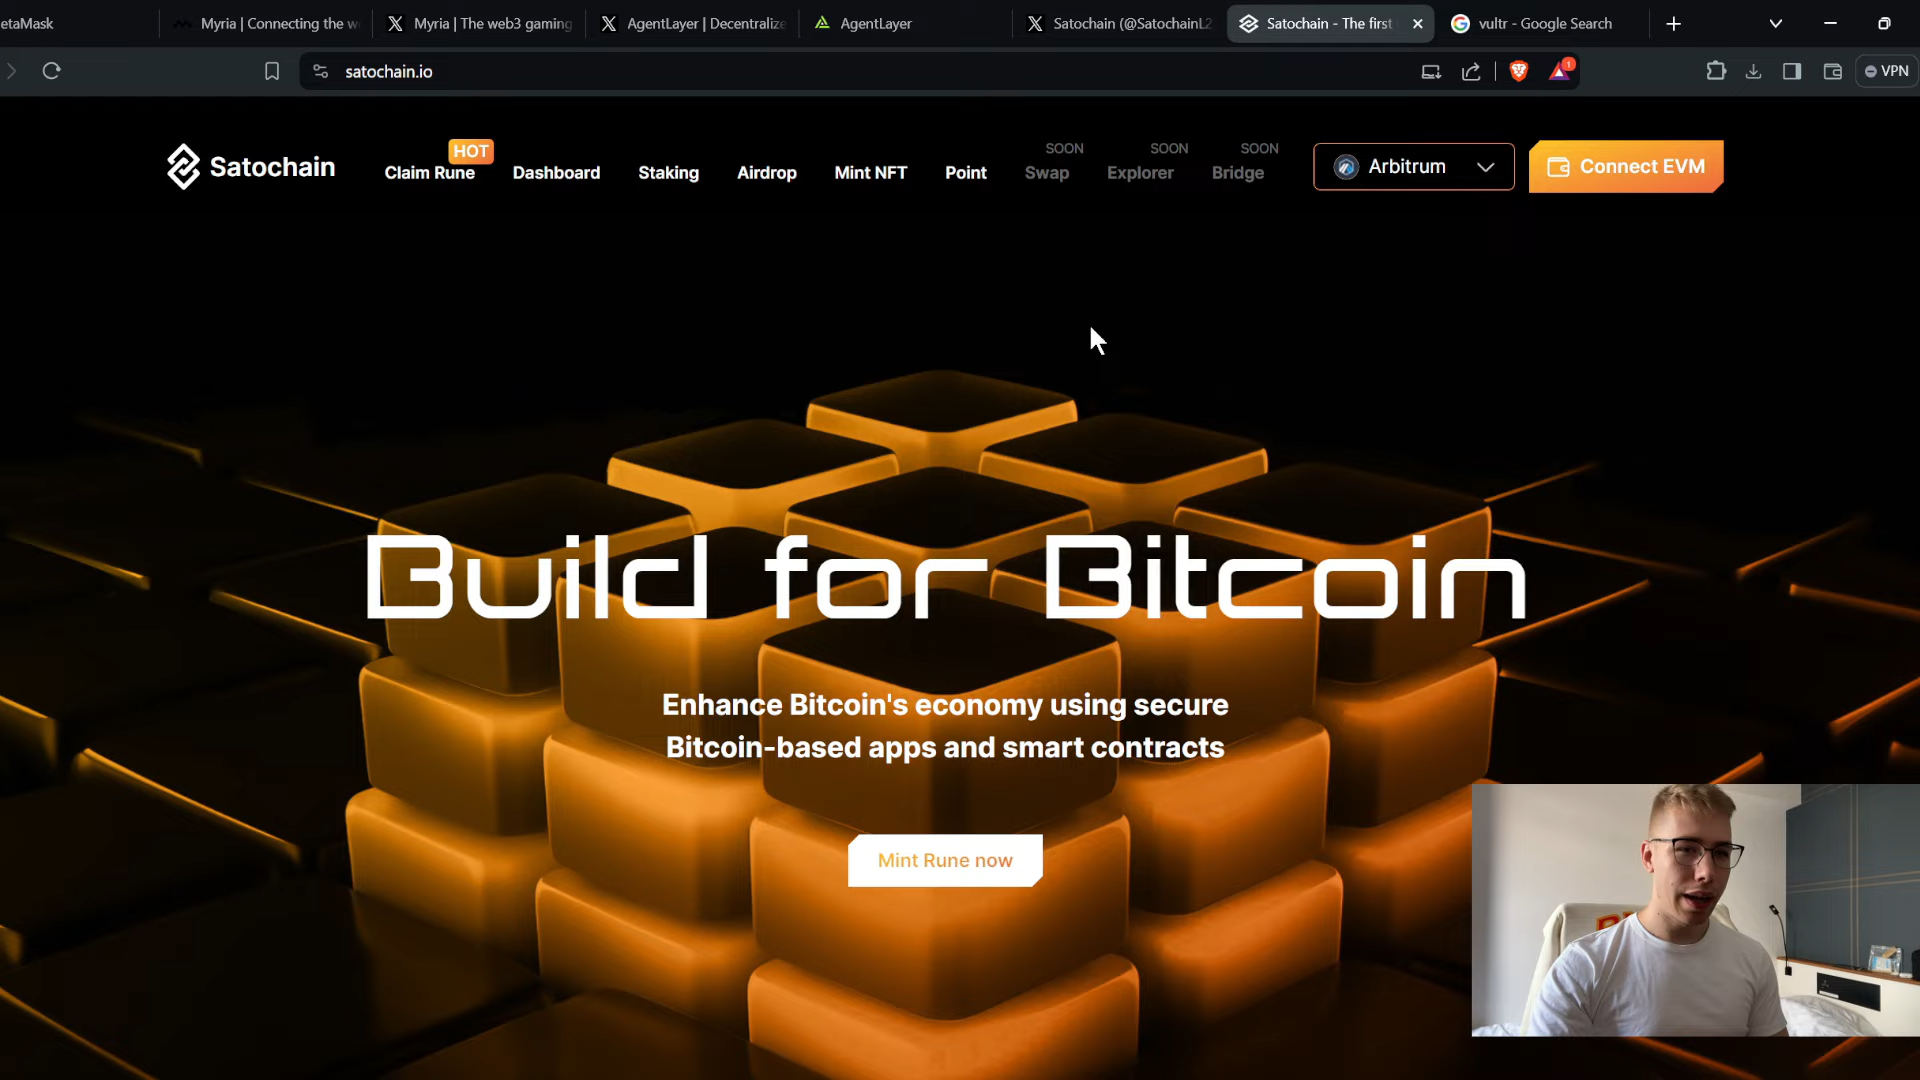 etaMask
Myria | Connecting the w
Myria | The web3 gaming
AgentLayer | Decentralize
AgentLayer
Satochain (@SatochainL2
Satochain - The first
vultr - Google Search
satochain.io
1
VPN
Satochain
HOT
Claim Rune
Dashboard
Staking
Airdrop
Mint NFT
Point
SOON
Swap
SOON
Explorer
SOON
Bridge
Arbitrum
Connect EVM
Build for Bitcoin
Enhance Bitcoin's economy using secure
Bitcoin-based apps and smart contracts
Mint Rune now